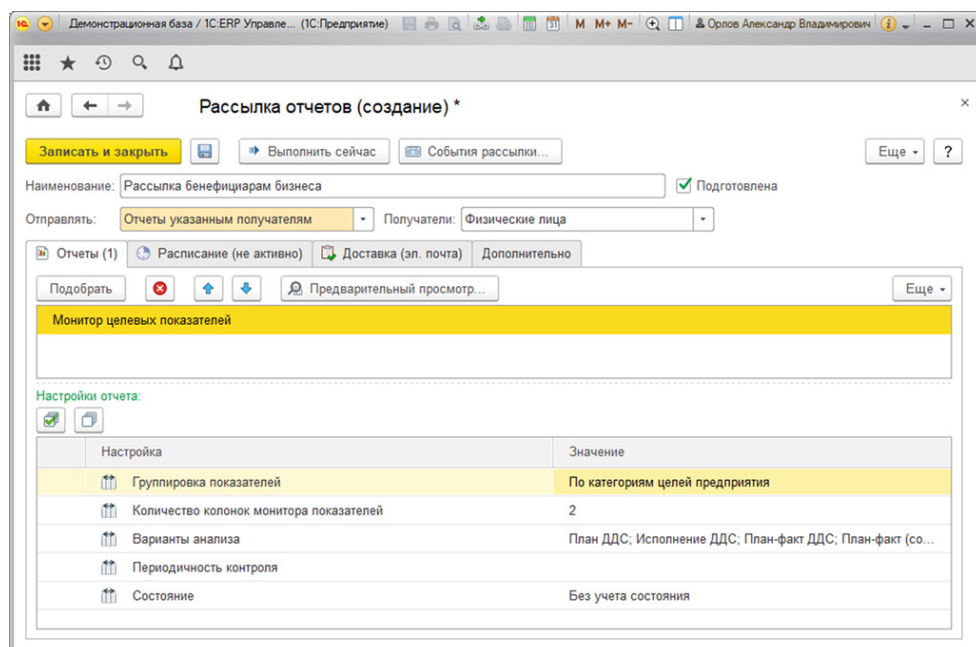 1С Демонстрационная база / 1С:ERP Управле... (1С:Предприятие) 31 M M+ M- Орлов Александр Владимирович i
Рассылка отчетов (создание) *
Записать и закрыть Выполнить сейчас События рассылки... Еще ?
Наименование: Рассылка бенефициарам бизнеса Подготовлена
Отправлять: Отчеты указанным получателям Получатели: Физические лица
Отчеты (1) Расписание (не активно) Доставка (эл. почта) Дополнительно
Подобрать Предварительный просмотр... Еще
Монитор целевых показателей
Настройки отчета:
Настройка Значение
Группировка показателей По категориям целей предприятия
Количество колонок монитора показателей 2
Варианты анализа План ДДС; Исполнение ДДС; План-факт ДДС; План-факт (со...
Периодичность контроля
Состояние Без учета состояния